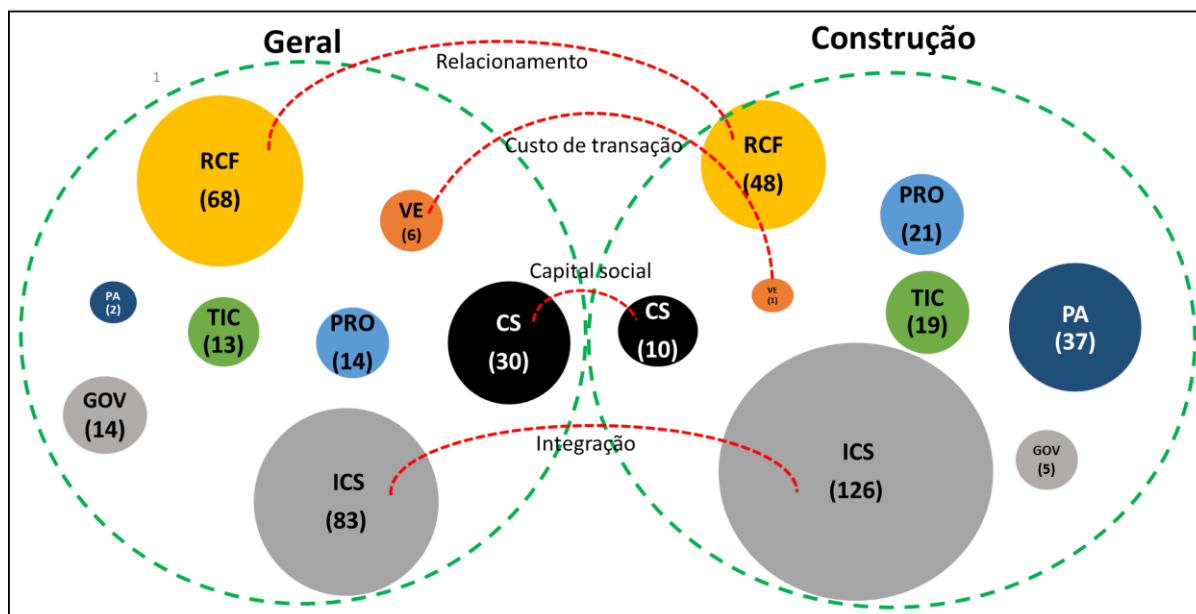 Geral
Construção
1
Relacionamento
Custo de transação
Capital social
Integração
RCF
(68)
VE
(6)
PA
(2)
TIC
(13)
PRO
(14)
CS
(30)
GOV
(14)
ICS
(83)
RCF
(48)
PRO
(21)
VE
(1)
TIC
(19)
PA
(37)
CS
(10)
ICS
(126)
GOV
(5)